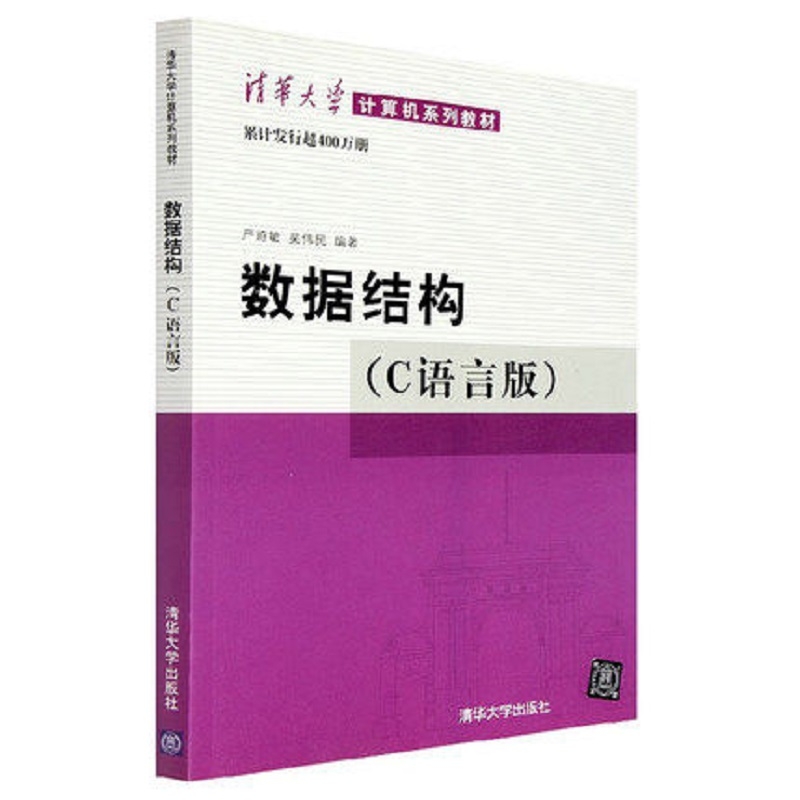 清华大学 计算机系列教材
累计发行超400万册
严蔚敏 吴伟民 编著
数据结构
(C语言版)
清华大学出版社
清华大学计算机系列教材
数据结构(C语言版)
清华大学出版社